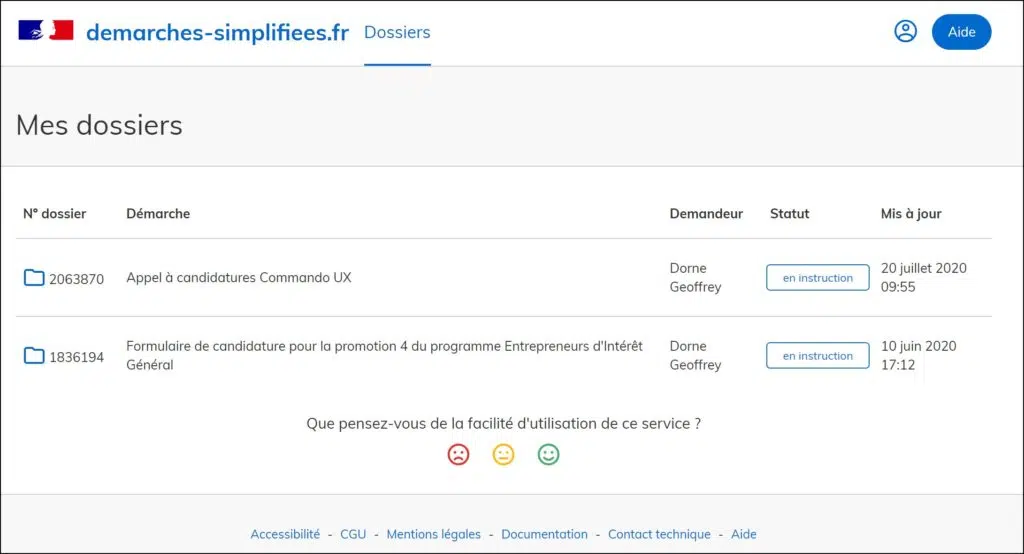 demarches-simplifiees.fr Dossiers Aide
Mes dossiers
N° dossier Démarche Demandeur Statut Mis à jour
2063870 Appel à candidatures Commando UX Dorne Geoffrey en instruction 20 juillet 2020 09:55
1836194 Formulaire de candidature pour la promotion 4 du programme Entrepreneurs d'Intérêt Général Dorne Geoffrey en instruction 10 juin 2020 17:12
Que pensez-vous de la facilité d'utilisation de ce service ?
Accessibilité - CGU - Mentions légales - Documentation - Contact technique - Aide